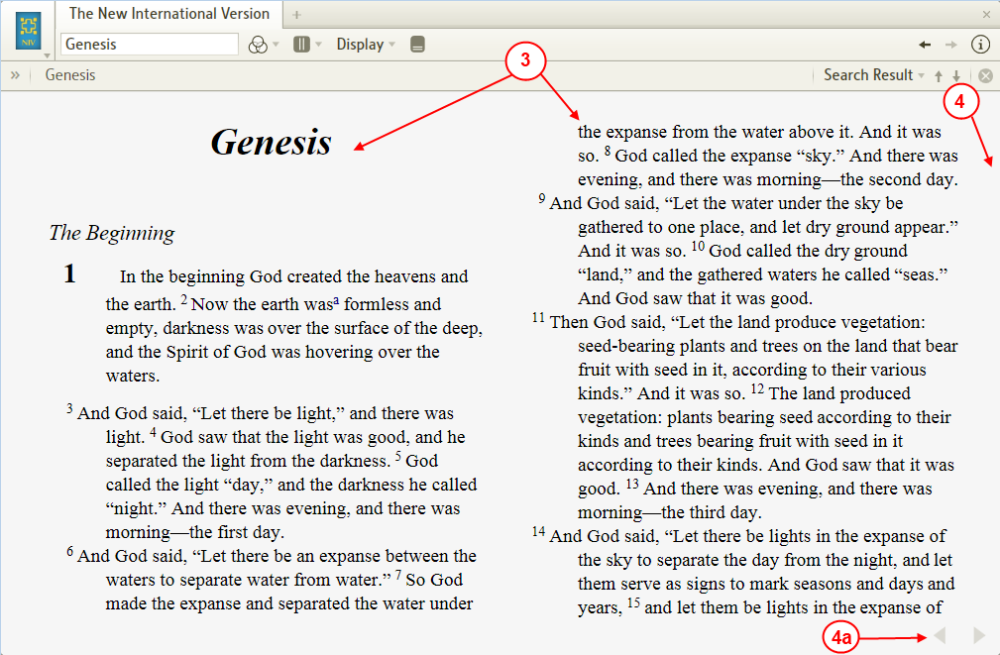 The New International Version
NIV
Genesis
Display
Genesis
Search Result
3
4
Genesis
The Beginning
1 In the beginning God created the heavens and
the earth. 2 Now the earth wasa formless and
empty, darkness was over the surface of the deep,
and the Spirit of God was hovering over the
waters.
3 And God said, “Let there be light,” and there was
light. 4 God saw that the light was good, and he
separated the light from the darkness. 5 God
called the light “day,” and the darkness he called
“night.” And there was evening, and there was
morning—the first day.
6 And God said, “Let there be an expanse between the
waters to separate water from water.” 7 So God
made the expanse and separated the water under
the expanse from the water above it. And it was
so. 8 God called the expanse “sky.” And there was
evening, and there was morning—the second day.
9 And God said, “Let the water under the sky be
gathered to one place, and let dry ground appear.”
And it was so. 10 God called the dry ground
“land,” and the gathered waters he called “seas.”
And God saw that it was good.
11 Then God said, “Let the land produce vegetation:
seed-bearing plants and trees on the land that bear
fruit with seed in it, according to their various
kinds.” And it was so. 12 The land produced
vegetation: plants bearing seed according to their
kinds and trees bearing fruit with seed in it
according to their kinds. And God saw that it was
good. 13 And there was evening, and there was
morning—the third day.
14 And God said, “Let there be lights in the expanse of
the sky to separate the day from the night, and let
them serve as signs to mark seasons and days and
years, 15 and let them be lights in the expanse of
4a